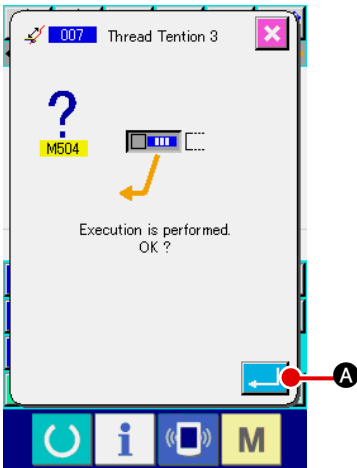 007 Thread Tention 3
?
M504
Execution is performed.
OK ?
A
i
M